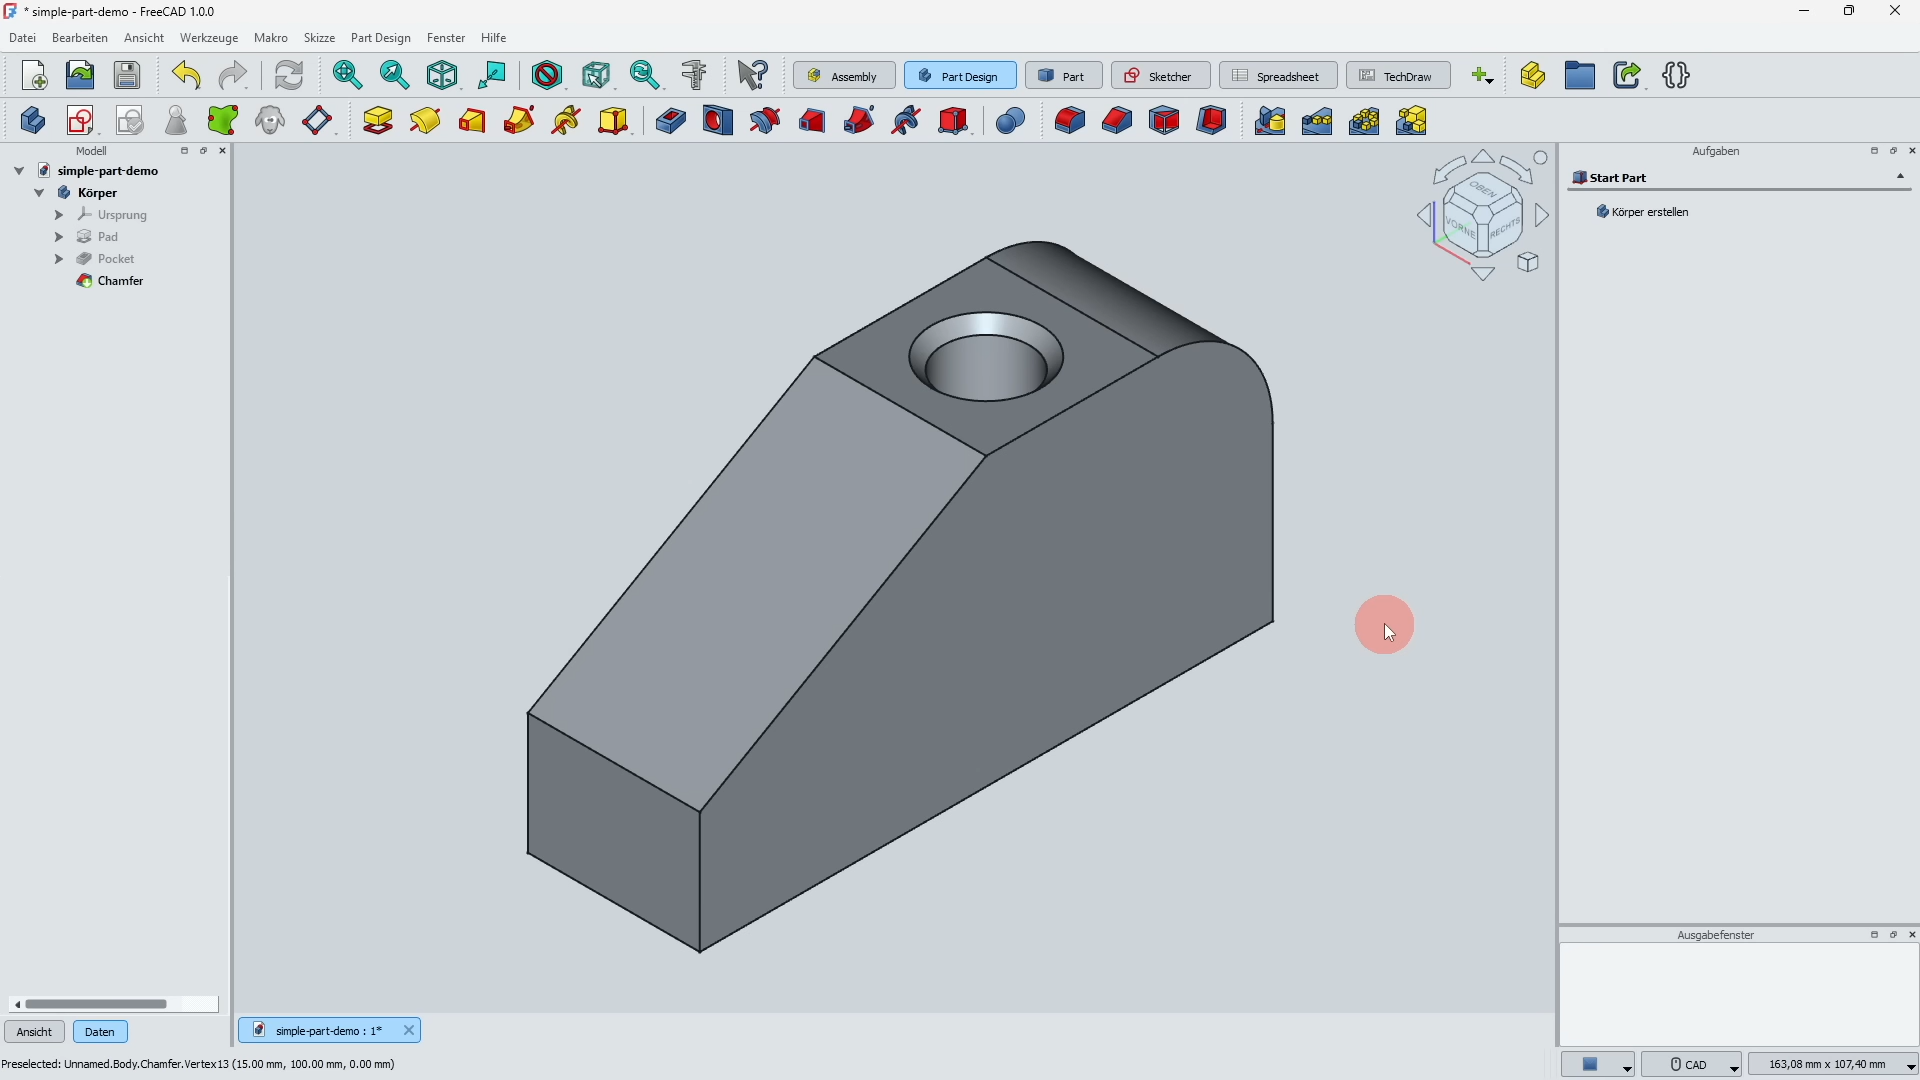 * simple-part-demo - FreeCAD 1.0.0
Datei Bearbeiten Ansicht Werkzeuge Makro Skizze Part Design Fenster Hilfe
Assembly Part Design Part Sketcher Spreadsheet TechDraw
Modell
simple-part-demo
Körper
Ursprung
Pad
Pocket
Chamfer
OBEN
VORNE
RECHTS
Aufgaben
Start Part
Körper erstellen
Ausgabefenster
Ansicht Daten
simple-part-demo : 1*
Preselected: Unnamed.Body.Chamfer.Vertex13 (15.00 mm, 100.00 mm, 0.00 mm)
CAD
163,08 mm x 107,40 mm